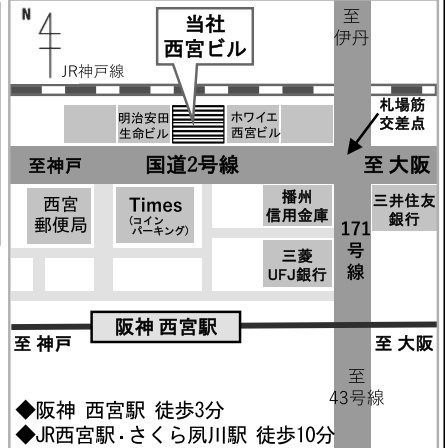 N
至
伊丹
当社
西宮ビル
JR神戸線
明治安田
生命ビル
ホワイエ
西宮ビル
札場筋
交差点
至神戸
国道2号線
至 大阪
西宮
郵便局
Times
(コイン
パーキング)
播州
信用金庫
三井住友
銀行
三菱
UFJ銀行
171
号
線
阪神 西宮駅
至 神戸
至 大阪
至
43号線
◆阪神 西宮駅 徒歩3分
◆JR西宮駅・さくら夙川駅 徒歩10分